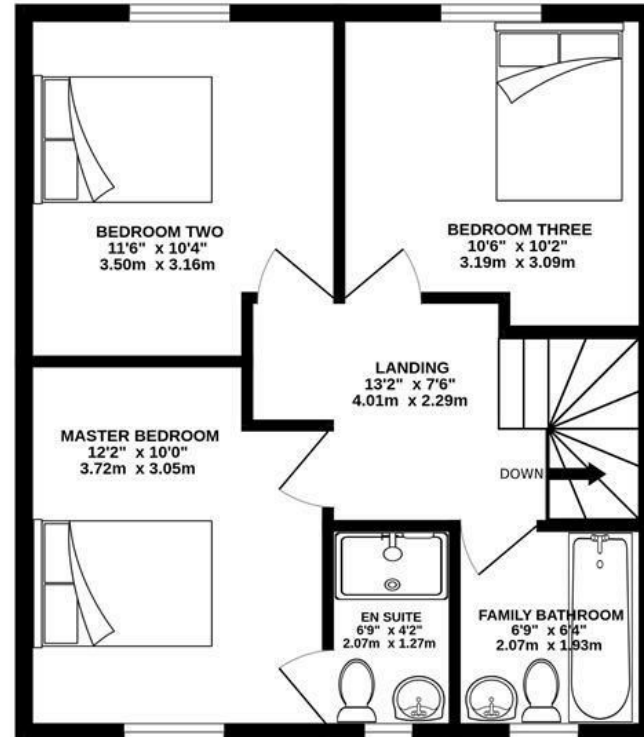 BEDROOM TWO
11'6" x 10'4"
3.50m x 3.16m
BEDROOM THREE
10'6" x 10'2"
3.19m x 3.09m
LANDING
13'2" x 7'6"
4.01m x 2.29m
MASTER BEDROOM
12'2" x 10'0"
3.72m x 3.05m
DOWN
EN SUITE
6'9" x 4'2"
2.07m x 1.27m
FAMILY BATHROOM
6'9" x 6'4"
2.07m x 1.93m